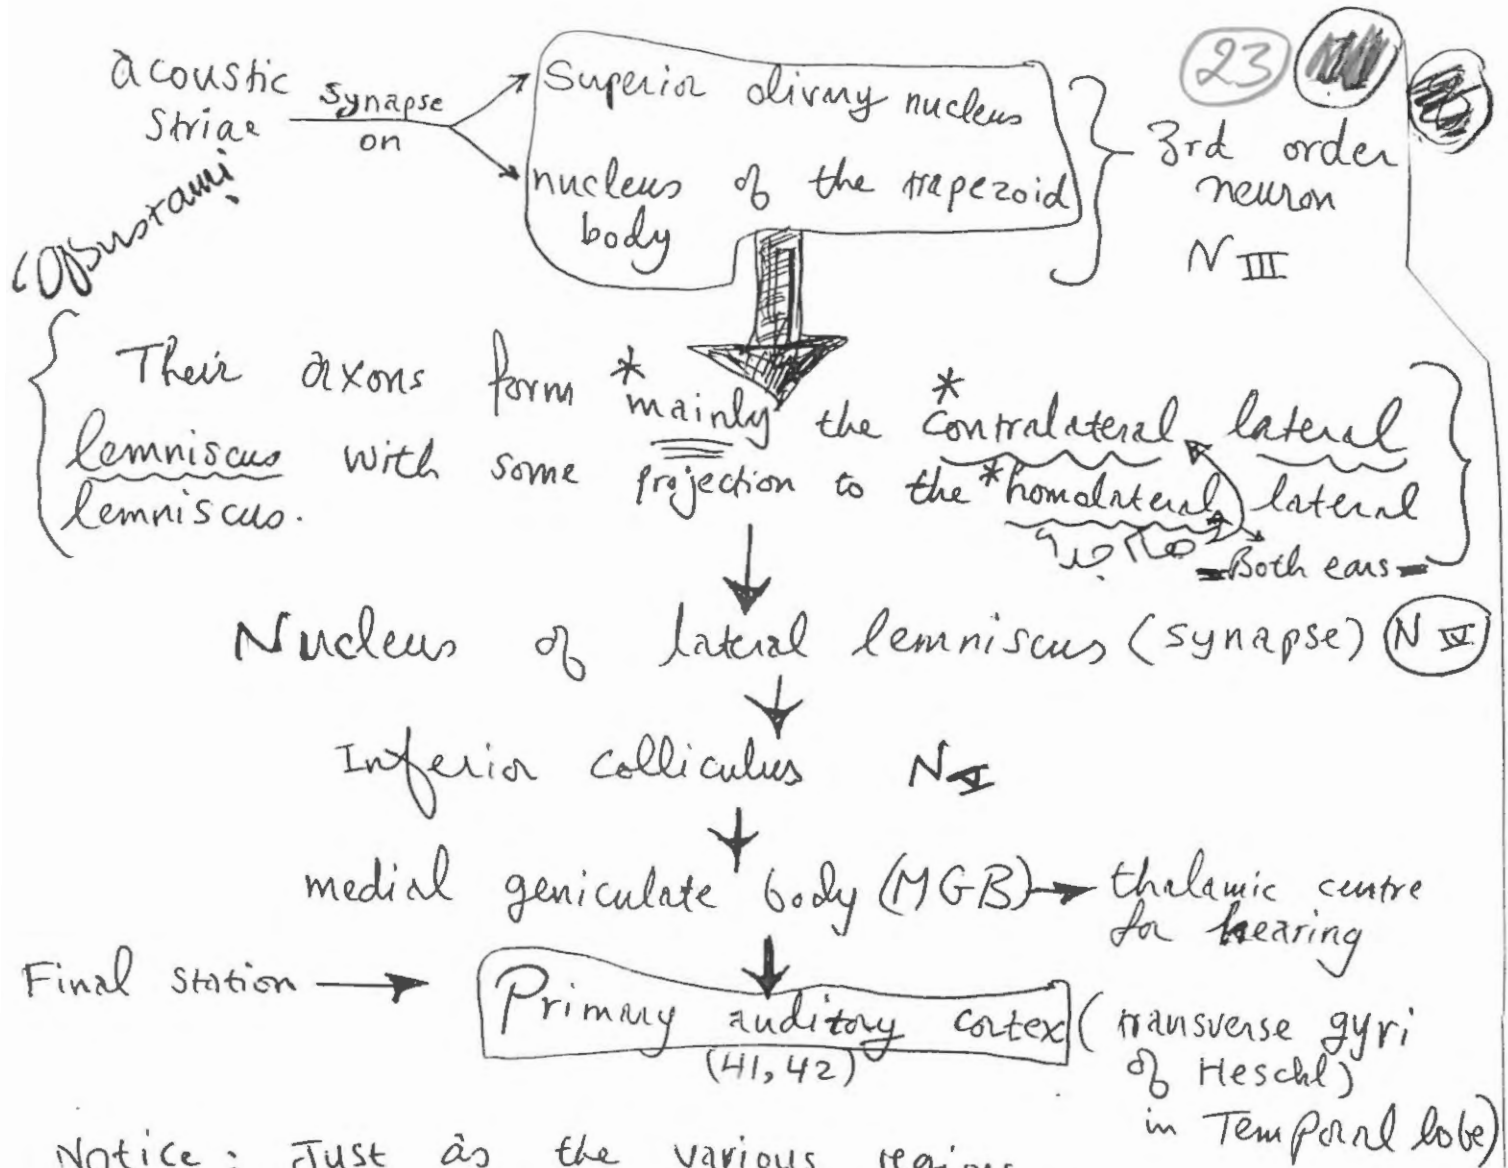 23
acoustic
striae
synapse
on
Superior olivary nucleus
nucleus of the trapezoid
body
3rd order
neuron
N III
Their axons form *mainly the *contralateral lateral
lemniscus with some projection to the *homolateral lateral
lemniscus.
Both ears
Nucleus of lateral lemniscus (synapse) N IV
Inferior colliculus N V
medial geniculate body (MGB) → thalamic centre
for hearing
Final station → Primary auditory cortex (transverse gyri
(41, 42)
of Heschl)
in Temporal lobe)
Notice: Just as the various regions